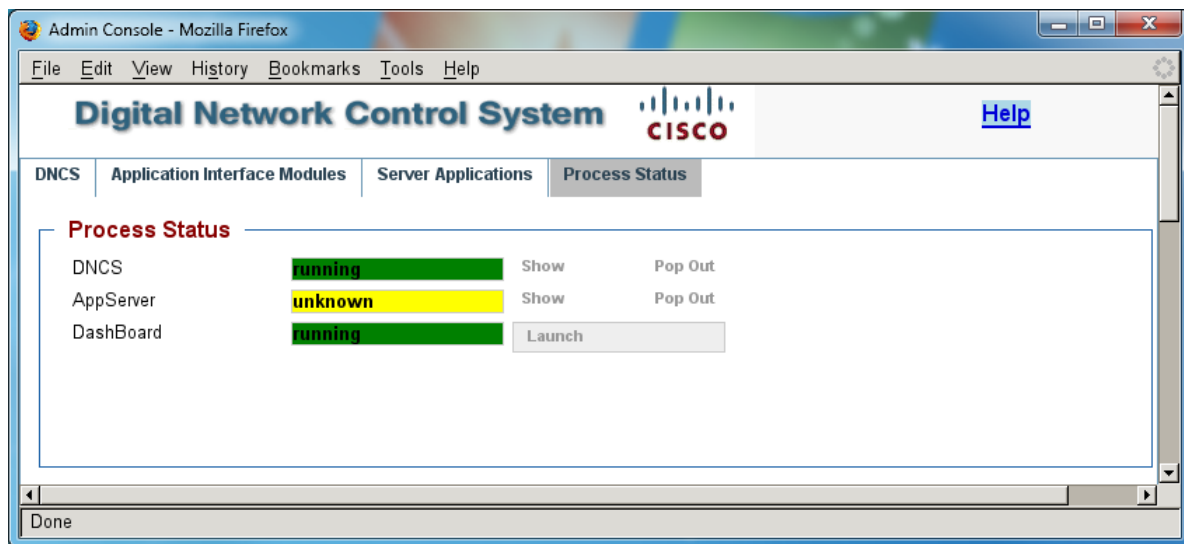 Admin Console - Mozilla Firefox
File Edit View History Bookmarks Tools Help
Digital Network Control System
CISCO
Help
DNCS Application Interface Modules Server Applications Process Status
Process Status
DNCS running Show Pop Out
AppServer unknown Show Pop Out
DashBoard running Launch
Done